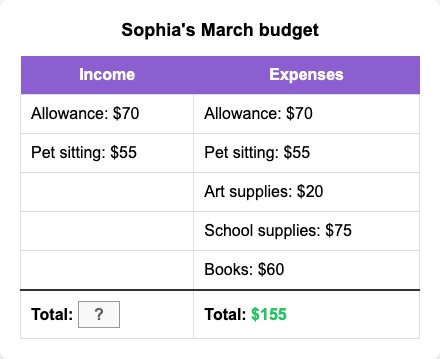 Sophia's March budget
Income Expenses
Allowance: $70 Allowance: $70
Pet sitting: $55 Pet sitting: $55
Art supplies: $20
School supplies: $75
Books: $60
Total: ? Total: $155